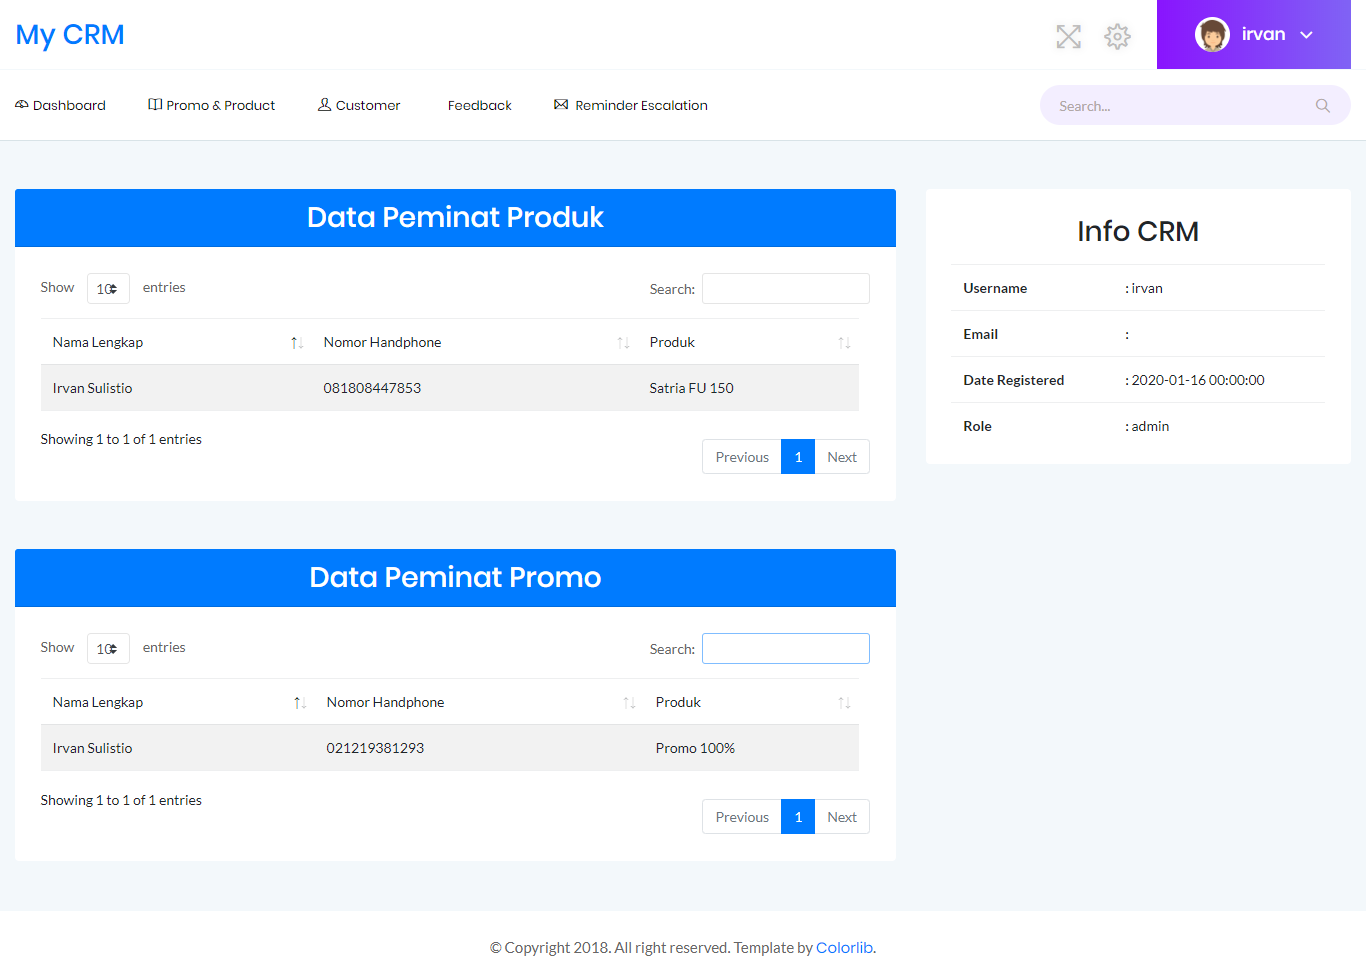 My CRM
irvan
Dashboard Promo & Product Customer Feedback Reminder Escalation
Search...
Data Peminat Produk
Show 10 entries
Search:
Nama Lengkap Nomor Handphone Produk
Irvan Sulistio 081808447853 Satria FU 150
Showing 1 to 1 of 1 entries
Previous 1 Next
Info CRM
Username : irvan
Email :
Date Registered : 2020-01-16 00:00:00
Role : admin
Data Peminat Promo
Show 10 entries
Search:
Nama Lengkap Nomor Handphone Produk
Irvan Sulistio 021219381293 Promo 100%
Showing 1 to 1 of 1 entries
Previous 1 Next
© Copyright 2018. All right reserved. Template by Colorlib.